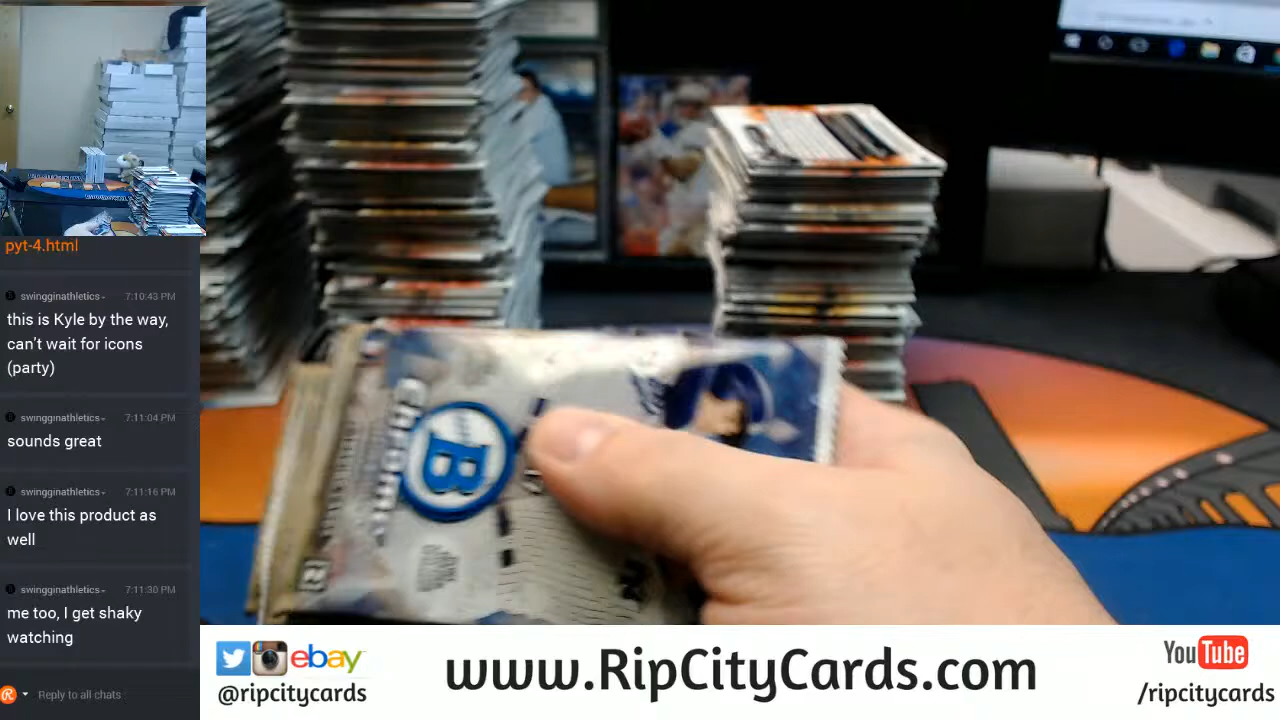 pyt-4.html
swingginathletics 7:10:43 PM
this is Kyle by the way,
can't wait for icons
(party)
swingginathletics 7:11:04 PM
sounds great
swingginathletics 7:11:16 PM
I love this product as
well
swingginathletics 7:11:30 PM
me too, I get shaky
watching
Reply to all chats
CHROME
B
ebay
@ripcitycards
www.RipCityCards.com
YouTube
/ripcitycards